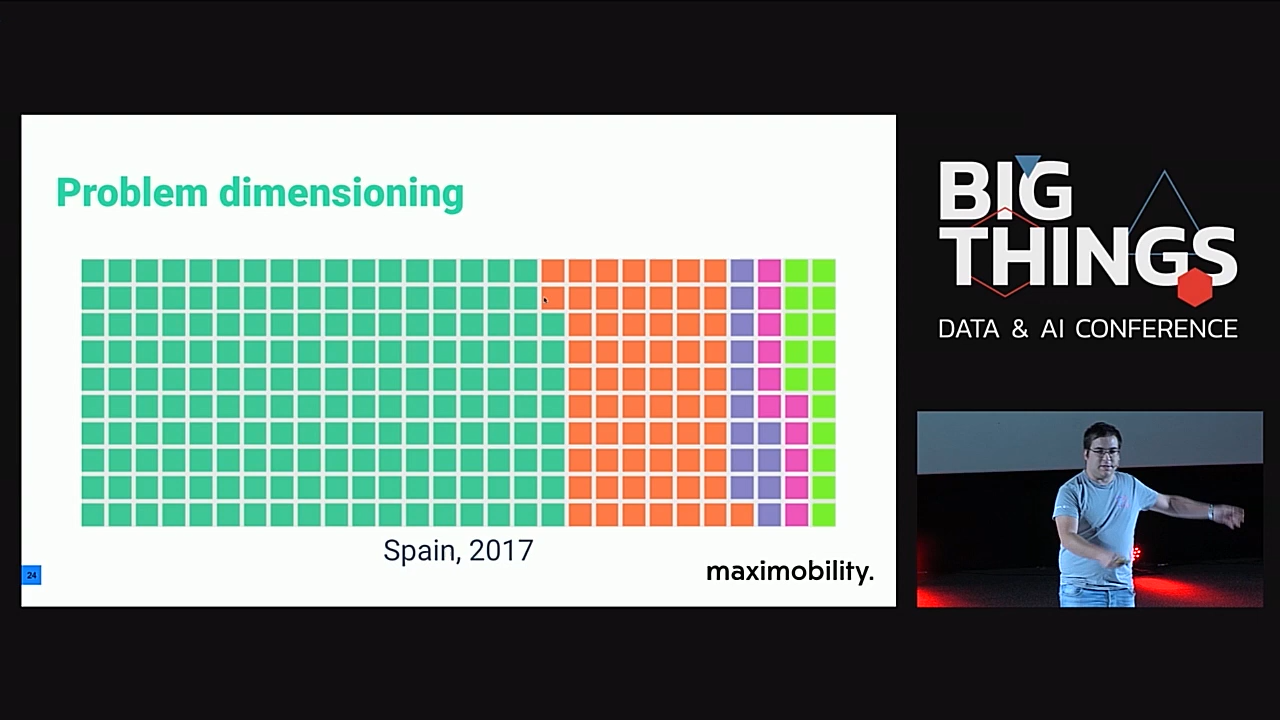 Problem dimensioning
Spain, 2017
24
maximobility.
BIG
THINGS
DATA & AI CONFERENCE